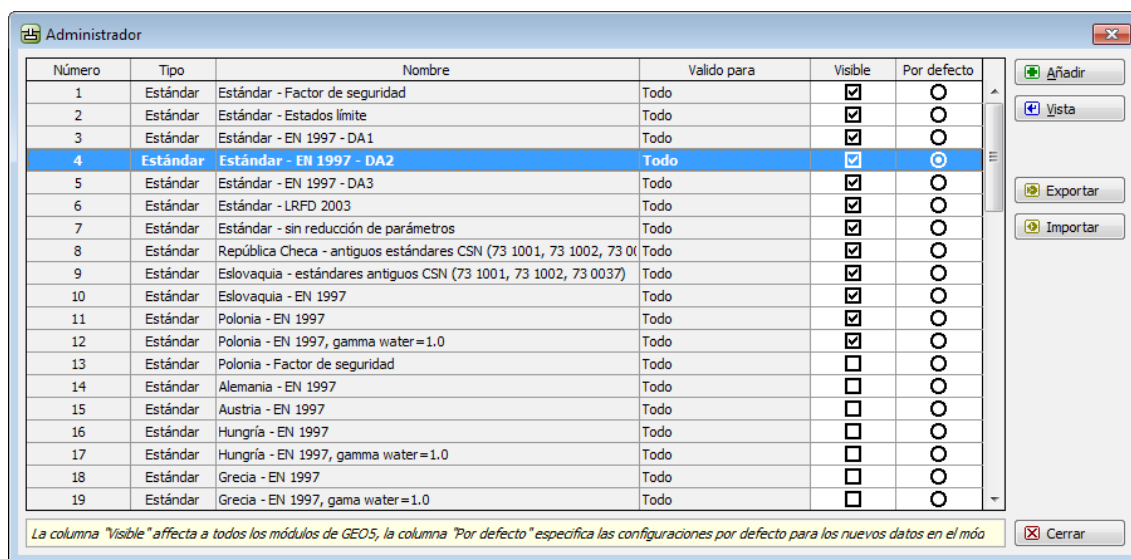 Administrador
Número Tipo Nombre Valido para Visible Por defecto
1 Estándar Estándar - Factor de seguridad Todo
2 Estándar Estándar - Estados límite Todo
3 Estándar Estándar - EN 1997 - DA1 Todo
4 Estándar Estándar - EN 1997 - DA2 Todo
5 Estándar Estándar - EN 1997 - DA3 Todo
6 Estándar Estándar - LRFD 2003 Todo
7 Estándar Estándar - sin reducción de parámetros Todo
8 Estándar República Checa - antiguos estándares CSN (73 1001, 73 1002, 73 0 Todo
9 Estándar Eslovaquia - estándares antiguos CSN (73 1001, 73 1002, 73 0037) Todo
10 Estándar Eslovaquia - EN 1997 Todo
11 Estándar Polonia - EN 1997 Todo
12 Estándar Polonia - EN 1997, gamma water=1.0 Todo
13 Estándar Polonia - Factor de seguridad Todo
14 Estándar Alemania - EN 1997 Todo
15 Estándar Austria - EN 1997 Todo
16 Estándar Hungría - EN 1997 Todo
17 Estándar Hungría - EN 1997, gamma water=1.0 Todo
18 Estándar Grecia - EN 1997 Todo
19 Estándar Grecia - EN 1997, gama water=1.0 Todo
Añadir
Vista
Exportar
Importar
La columna "Visible" affecta a todos los módulos de GEO5, la columna "Por defecto" especifica las configuraciones por defecto para los nuevos datos en el mó
Cerrar